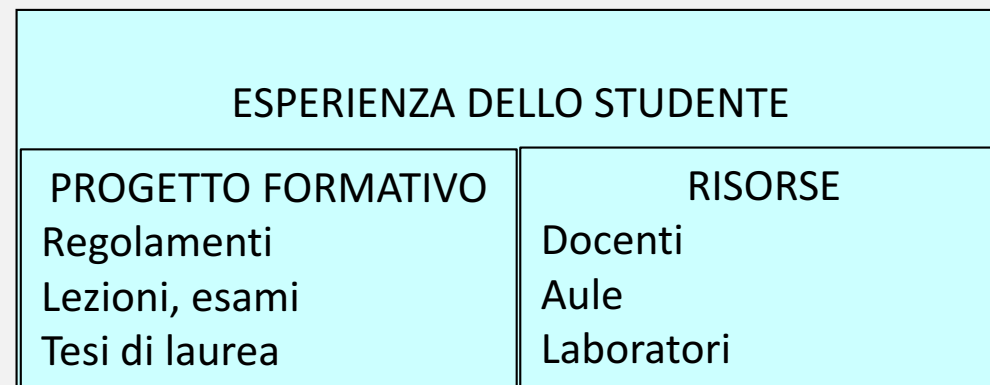 ESPERIENZA DELLO STUDENTE
PROGETTO FORMATIVO
Regolamenti
Lezioni, esami
Tesi di laurea
RISORSE
Docenti
Aule
Laboratori